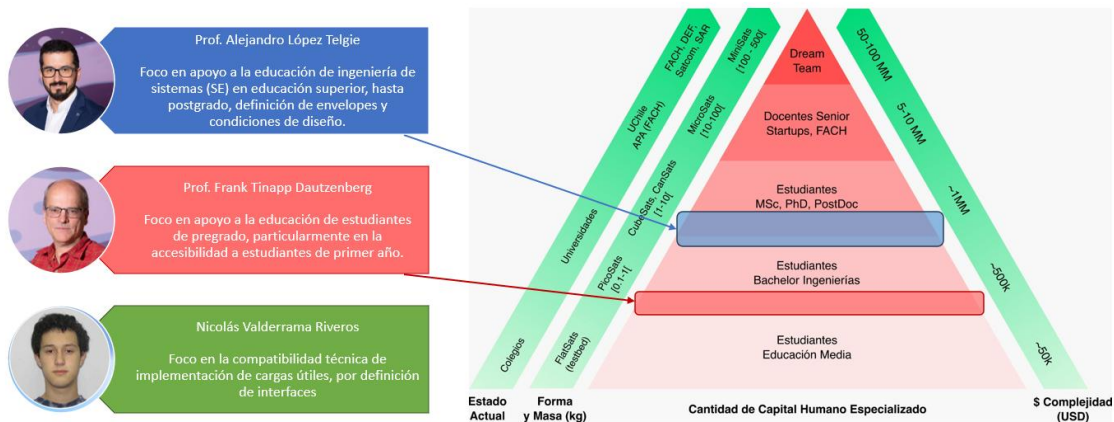 Prof. Alejandro López Telgie
Foco en apoyo a la educación de ingeniería de
sistemas (SE) en educación superior, hasta
postgrado, definición de envelopes y
condiciones de diseño.
Prof. Frank Tinapp Dautzenberg
Foco en apoyo a la educación de estudiantes
de pregrado, particularmente en la
accesibilidad a estudiantes de primer año.
Nicolás Valderrama Riveros
Foco en la compatibilidad técnica de
implementación de cargas útiles, por definición
de interfaces
FACH, DEF,
Satcom, SAR
UChile
APA (FACH)
Universidades
Colegios
MiniSats
[100 - 500[
MicroSats
[10-100[
CubeSats, CanSats
[1-10[
PicoSats
[0.1-1[
FlatSats
(testbed)
Dream
Team
Docentes Senior
Startups, FACH
Estudiantes
MSc, PhD, PostDoc
Estudiantes
Bachelor Ingenierías
Estudiantes
Educación Media
50-100 MM
5-10 MM
~1MM
~500k
~50k
Estado
Actual
Forma
y Masa (kg)
Cantidad de Capital Humano Especializado
$ Complejidad
(USD)